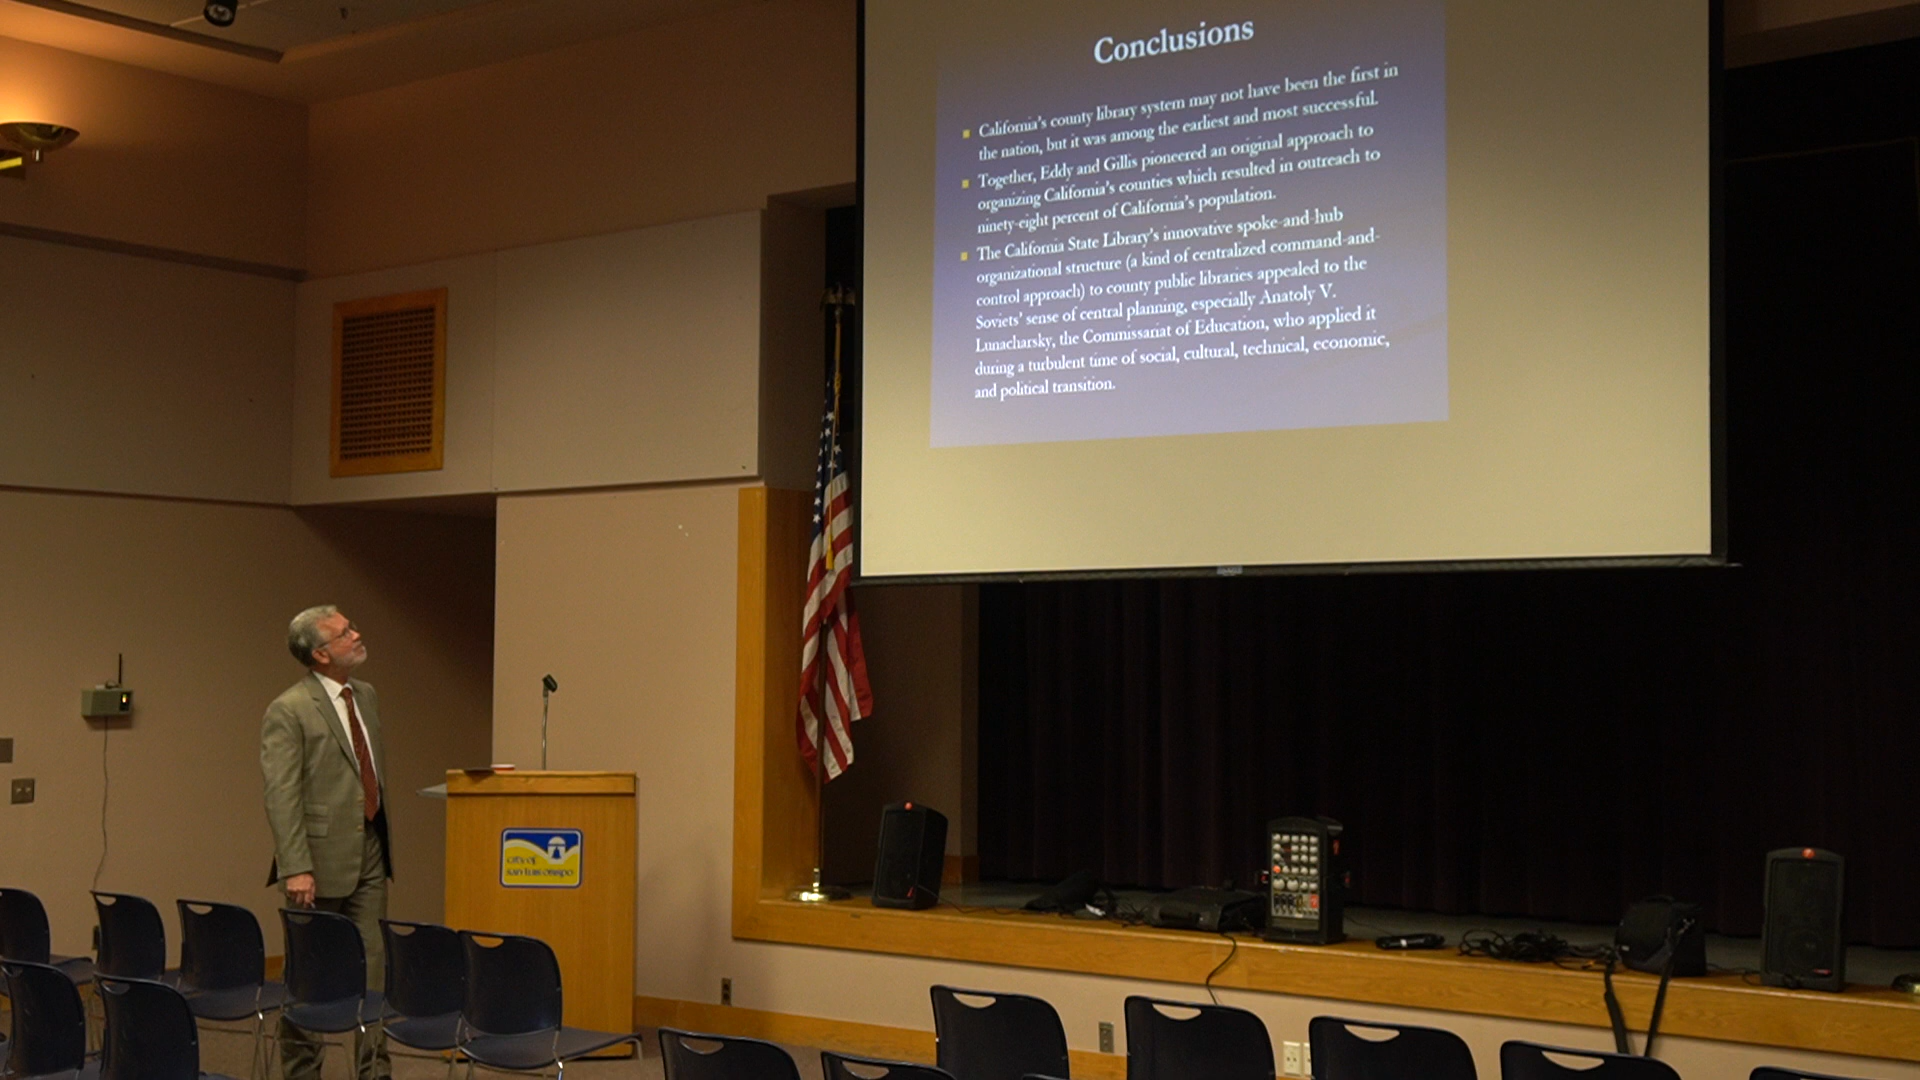 Conclusions
California's county library system may not have been the first in
the nation, but it was among the earliest and most successful.
Together, Eddy and Gillis pioneered an original approach to
organizing California's counties which resulted in outreach to
ninety-eight percent of California's population.
The California State Library's innovative spoke-and-hub
organizational structure (a kind of centralized command-and-
control approach) to county public libraries appealed to the
Soviets' sense of central planning, especially Anatoly V.
Lunacharsky, the Commissariat of Education, who applied it
during a turbulent time of social, cultural, technical, economic,
and political transition.
city of
san luis obispo